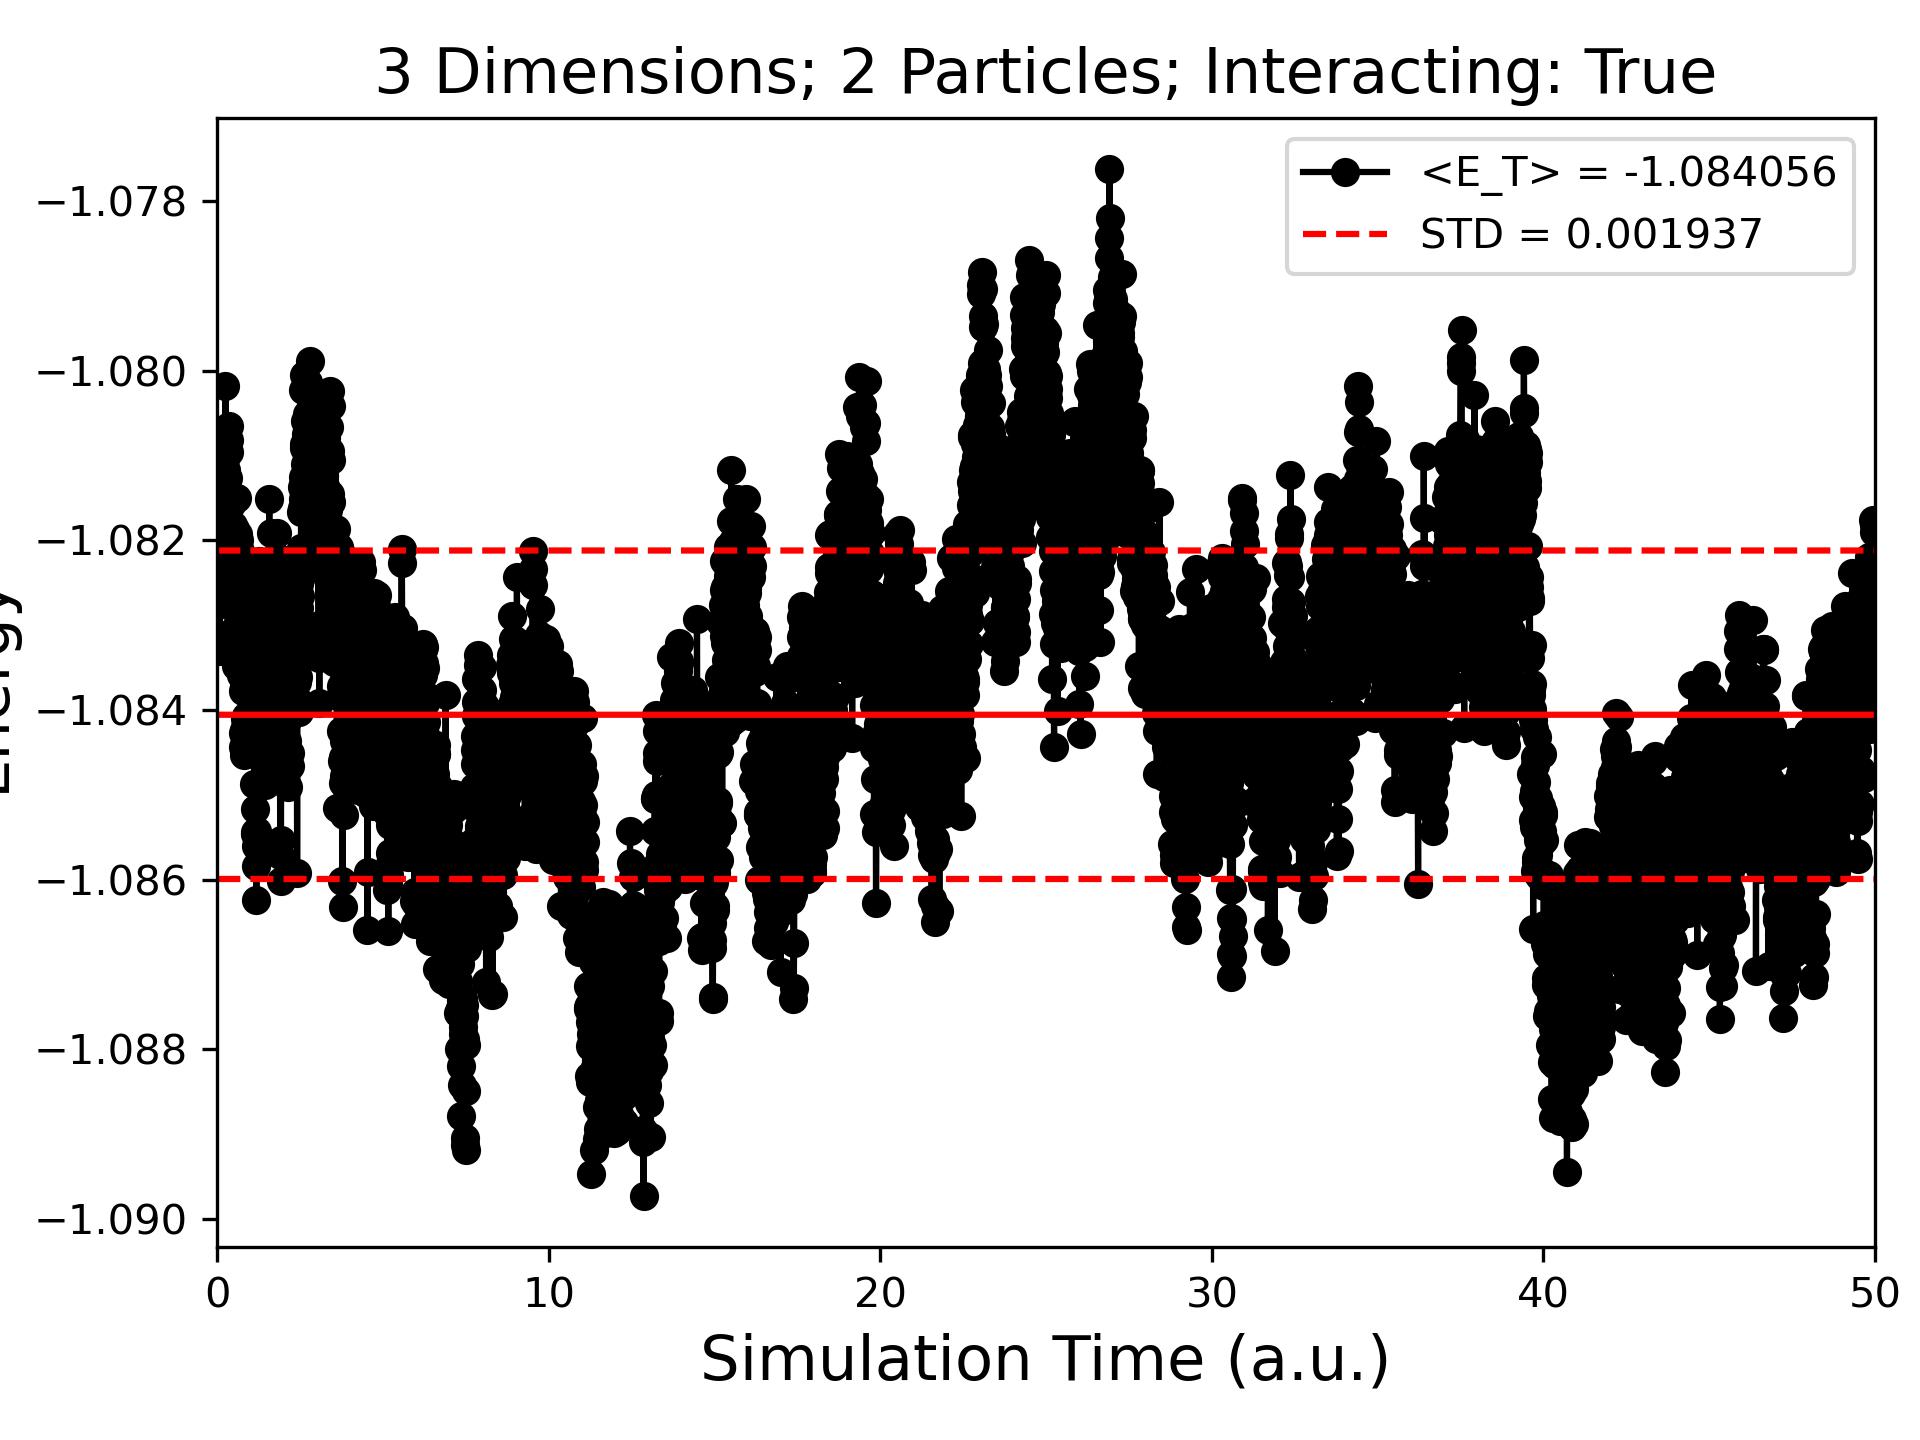 3 Dimensions; 2 Particles; Interacting: True
<E_T> = -1.084056
STD = 0.001937
−1.078
−1.080
−1.082
−1.084
−1.086
−1.088
−1.090
Energy
0 10 20 30 40 50
Simulation Time (a.u.)